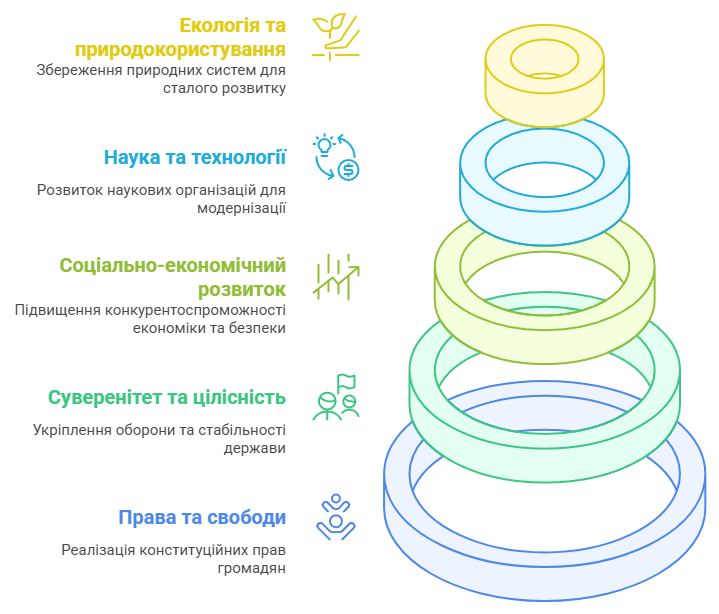 Екологія та
природокористування
Збереження природних систем для
сталого розвитку
Наука та технології
Розвиток наукових організацій для
модернізації
Соціально-економічний
розвиток
Підвищення конкурентоспроможності
економіки та безпеки
Суверенітет та цілісність
Укріплення оборони та стабільності
держави
Права та свободи
Реалізація конституційних прав
громадян